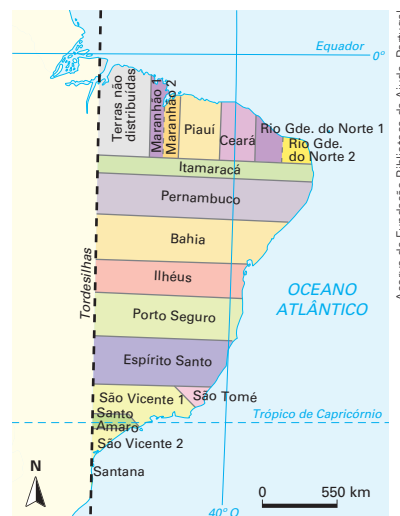 Equador
0º
Terras não
distribuídas
Maranhão 1
Maranhão 2
Piauí
Ceará
Rio Gde. do Norte 1
Rio Gde.
do Norte 2
Itamaracá
Pernambuco
Bahia
Ilhéus
Porto Seguro
Espírito Santo
São Tomé
São Vicente 1
Santo
Amaro
São Vicente 2
Santana
Tordesilhas
OCEANO
ATLÂNTICO
Trópico de Capricórnio
N
0 550 km
40º O